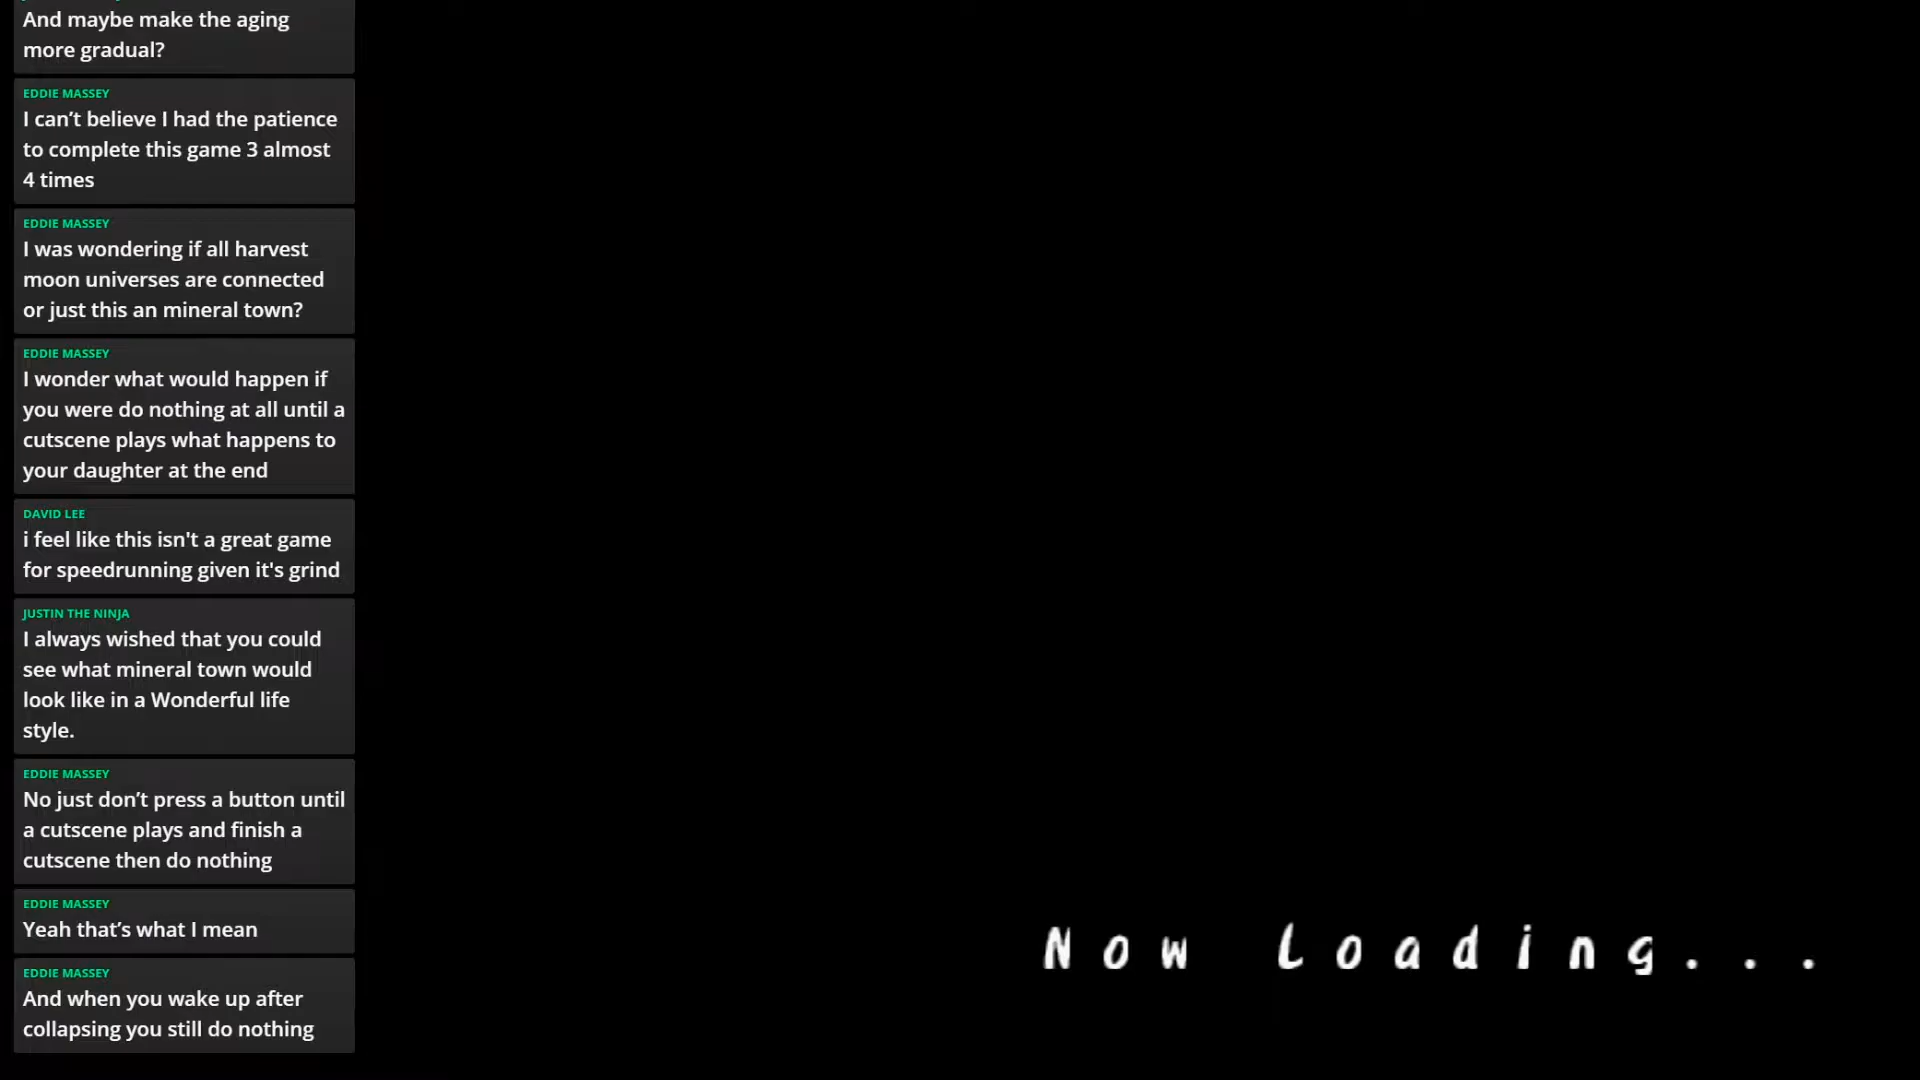 And maybe make the aging
more gradual?
EDDIE MASSEY
I can’t believe I had the patience
to complete this game 3 almost
4 times
EDDIE MASSEY
I was wondering if all harvest
moon universes are connected
or just this an mineral town?
EDDIE MASSEY
I wonder what would happen if
you were do nothing at all until a
cutscene plays what happens to
your daughter at the end
DAVID LEE
i feel like this isn't a great game
for speedrunning given it's grind
JUSTIN THE NINJA
I always wished that you could
see what mineral town would
look like in a Wonderful life
style.
EDDIE MASSEY
No just don’t press a button until
a cutscene plays and finish a
cutscene then do nothing
EDDIE MASSEY
Yeah that’s what I mean
EDDIE MASSEY
And when you wake up after
collapsing you still do nothing
Now Loading...